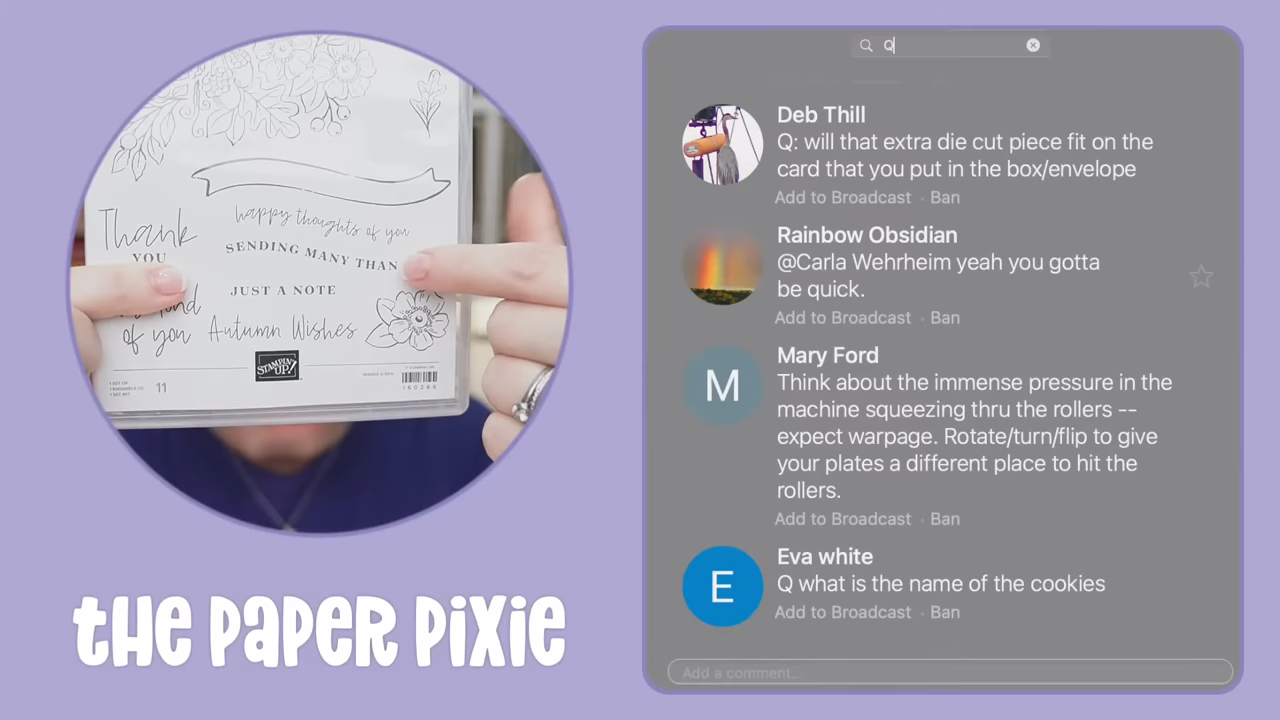 Thank
YOU
happy thoughts of you
SENDING MANY THAN
JUST A NOTE
of you
Autumn Wishes
STAMPIN' UP!
11
160286
the paper pixie
Q
Deb Thill
Q: will that extra die cut piece fit on the
card that you put in the box/envelope
Add to Broadcast · Ban
Rainbow Obsidian
@Carla Wehrheim yeah you gotta
be quick.
Add to Broadcast · Ban
M
Mary Ford
Think about the immense pressure in the
machine squeezing thru the rollers --
expect warpage. Rotate/turn/flip to give
your plates a different place to hit the
rollers.
Add to Broadcast · Ban
E
Eva white
Q what is the name of the cookies
Add to Broadcast · Ban
Add a comment...